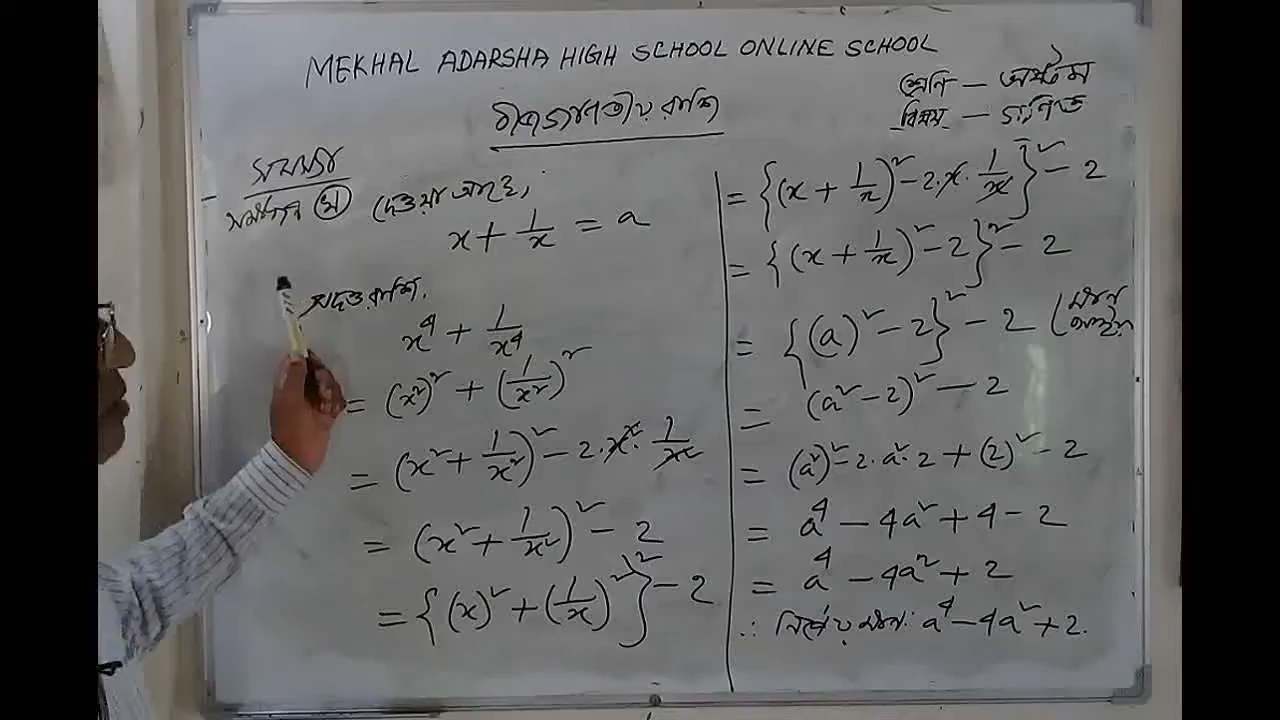 MEKHAL ADARSHA HIGH SCHOOL ONLINE SCHOOL
শ্রেণি — অষ্টম
বিষয় — গণিত
বীজগাণিতীয় রাশি
সমস্যা
সমাধান
দেওয়া আছে,
x + 1/x = a
প্রদত্ত রাশি,
x⁴ + 1/x⁴
= (x²)² + (1/x²)²
= (x² + 1/x²)² − 2·x²·1/x²
= (x² + 1/x²)² − 2
= {(x)² + (1/x)²}² − 2
= {(x + 1/x)² − 2·x·1/x}² − 2
= {(x + 1/x)² − 2}² − 2
= {(a)² − 2}² − 2 (মান
= (a² − 2)² − 2
= (a²)² − 2·a²·2 + (2)² − 2
= a⁴ − 4a² + 4 − 2
= a⁴ − 4a² + 2
∴ নির্ণেয় মান: a⁴ − 4a² + 2.